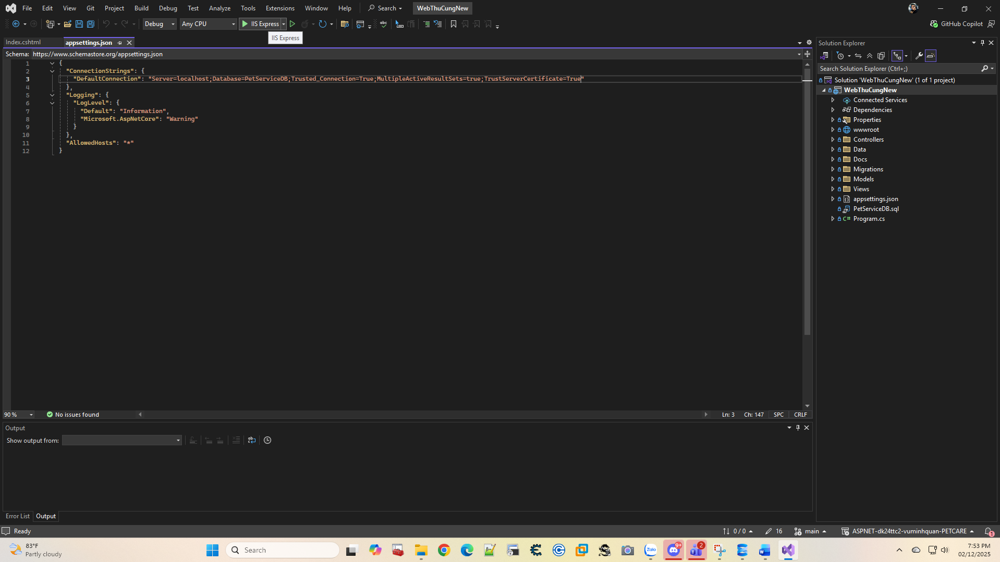 File Edit View Git Project Build Debug Test Analyze Tools Extensions Window Help Search WebThuCungNew
Debug Any CPU IIS Express GitHub Copilot
IIS Express
Index.cshtml appsettings.json
Schema: https://www.schemastore.org/appsettings.json
1 {
2 "ConnectionStrings": {
3 "DefaultConnection": "Server=localhost;Database=PetServiceDB;Trusted_Connection=True;MultipleActiveResultSets=true;TrustServerCertificate=True"
4 },
5 "Logging": {
6 "LogLevel": {
7 "Default": "Information",
8 "Microsoft.AspNetCore": "Warning"
9 }
10 },
11 "AllowedHosts": "*"
12 }
90 % No issues found Ln: 3 Ch: 147 SPC CRLF
Output
Show output from:
Error List Output
Solution Explorer
Search Solution Explorer (Ctrl+;)
Solution 'WebThuCungNew' (1 of 1 project)
WebThuCungNew
Connected Services
Dependencies
Properties
wwwroot
Controllers
Data
Docs
Migrations
Models
Views
appsettings.json
PetServiceDB.sql
C# Program.cs
Ready 0 / 0 16 main ASPNET-dk24ttc2-vuminhquan-PETCARE 1
83°F
Partly cloudy
Search
Zalo
9+
2
7:53 PM
02/12/2025